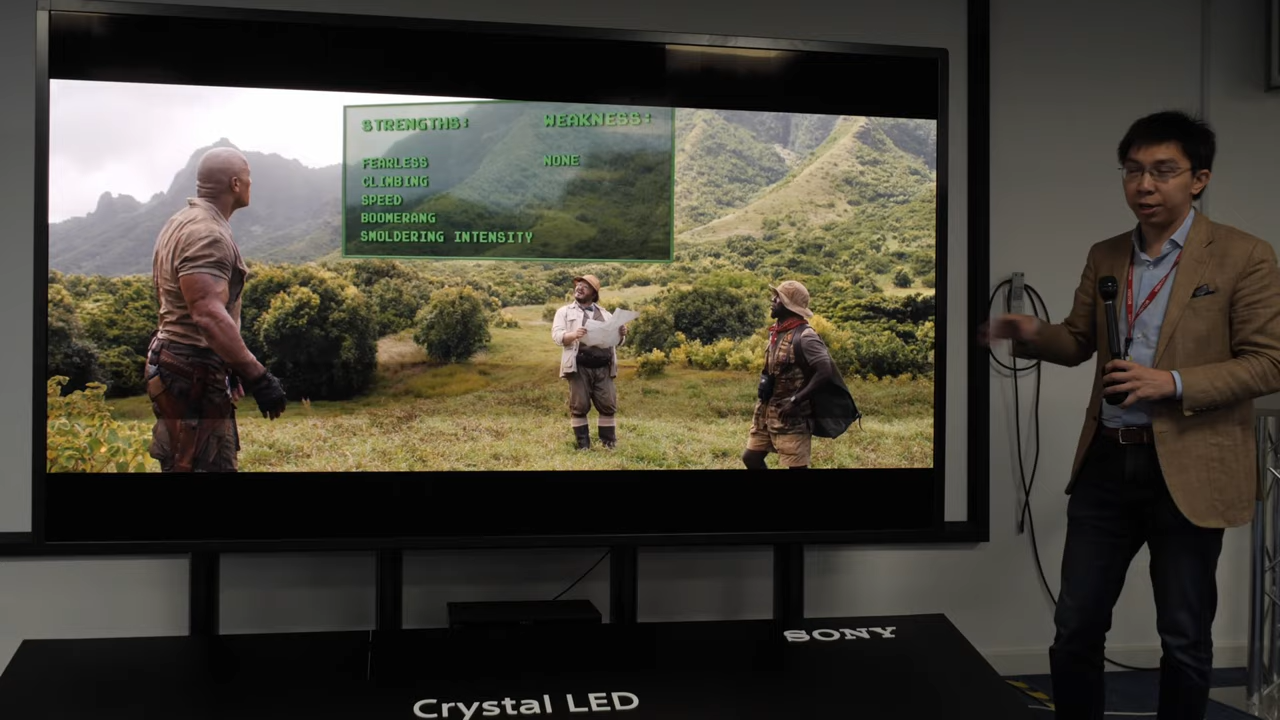 STRENGTHS: WEAKNESS:
FEARLESS NONE
CLIMBING
SPEED
BOOMERANG
SMOLDERING INTENSITY
SONY
Crystal LED